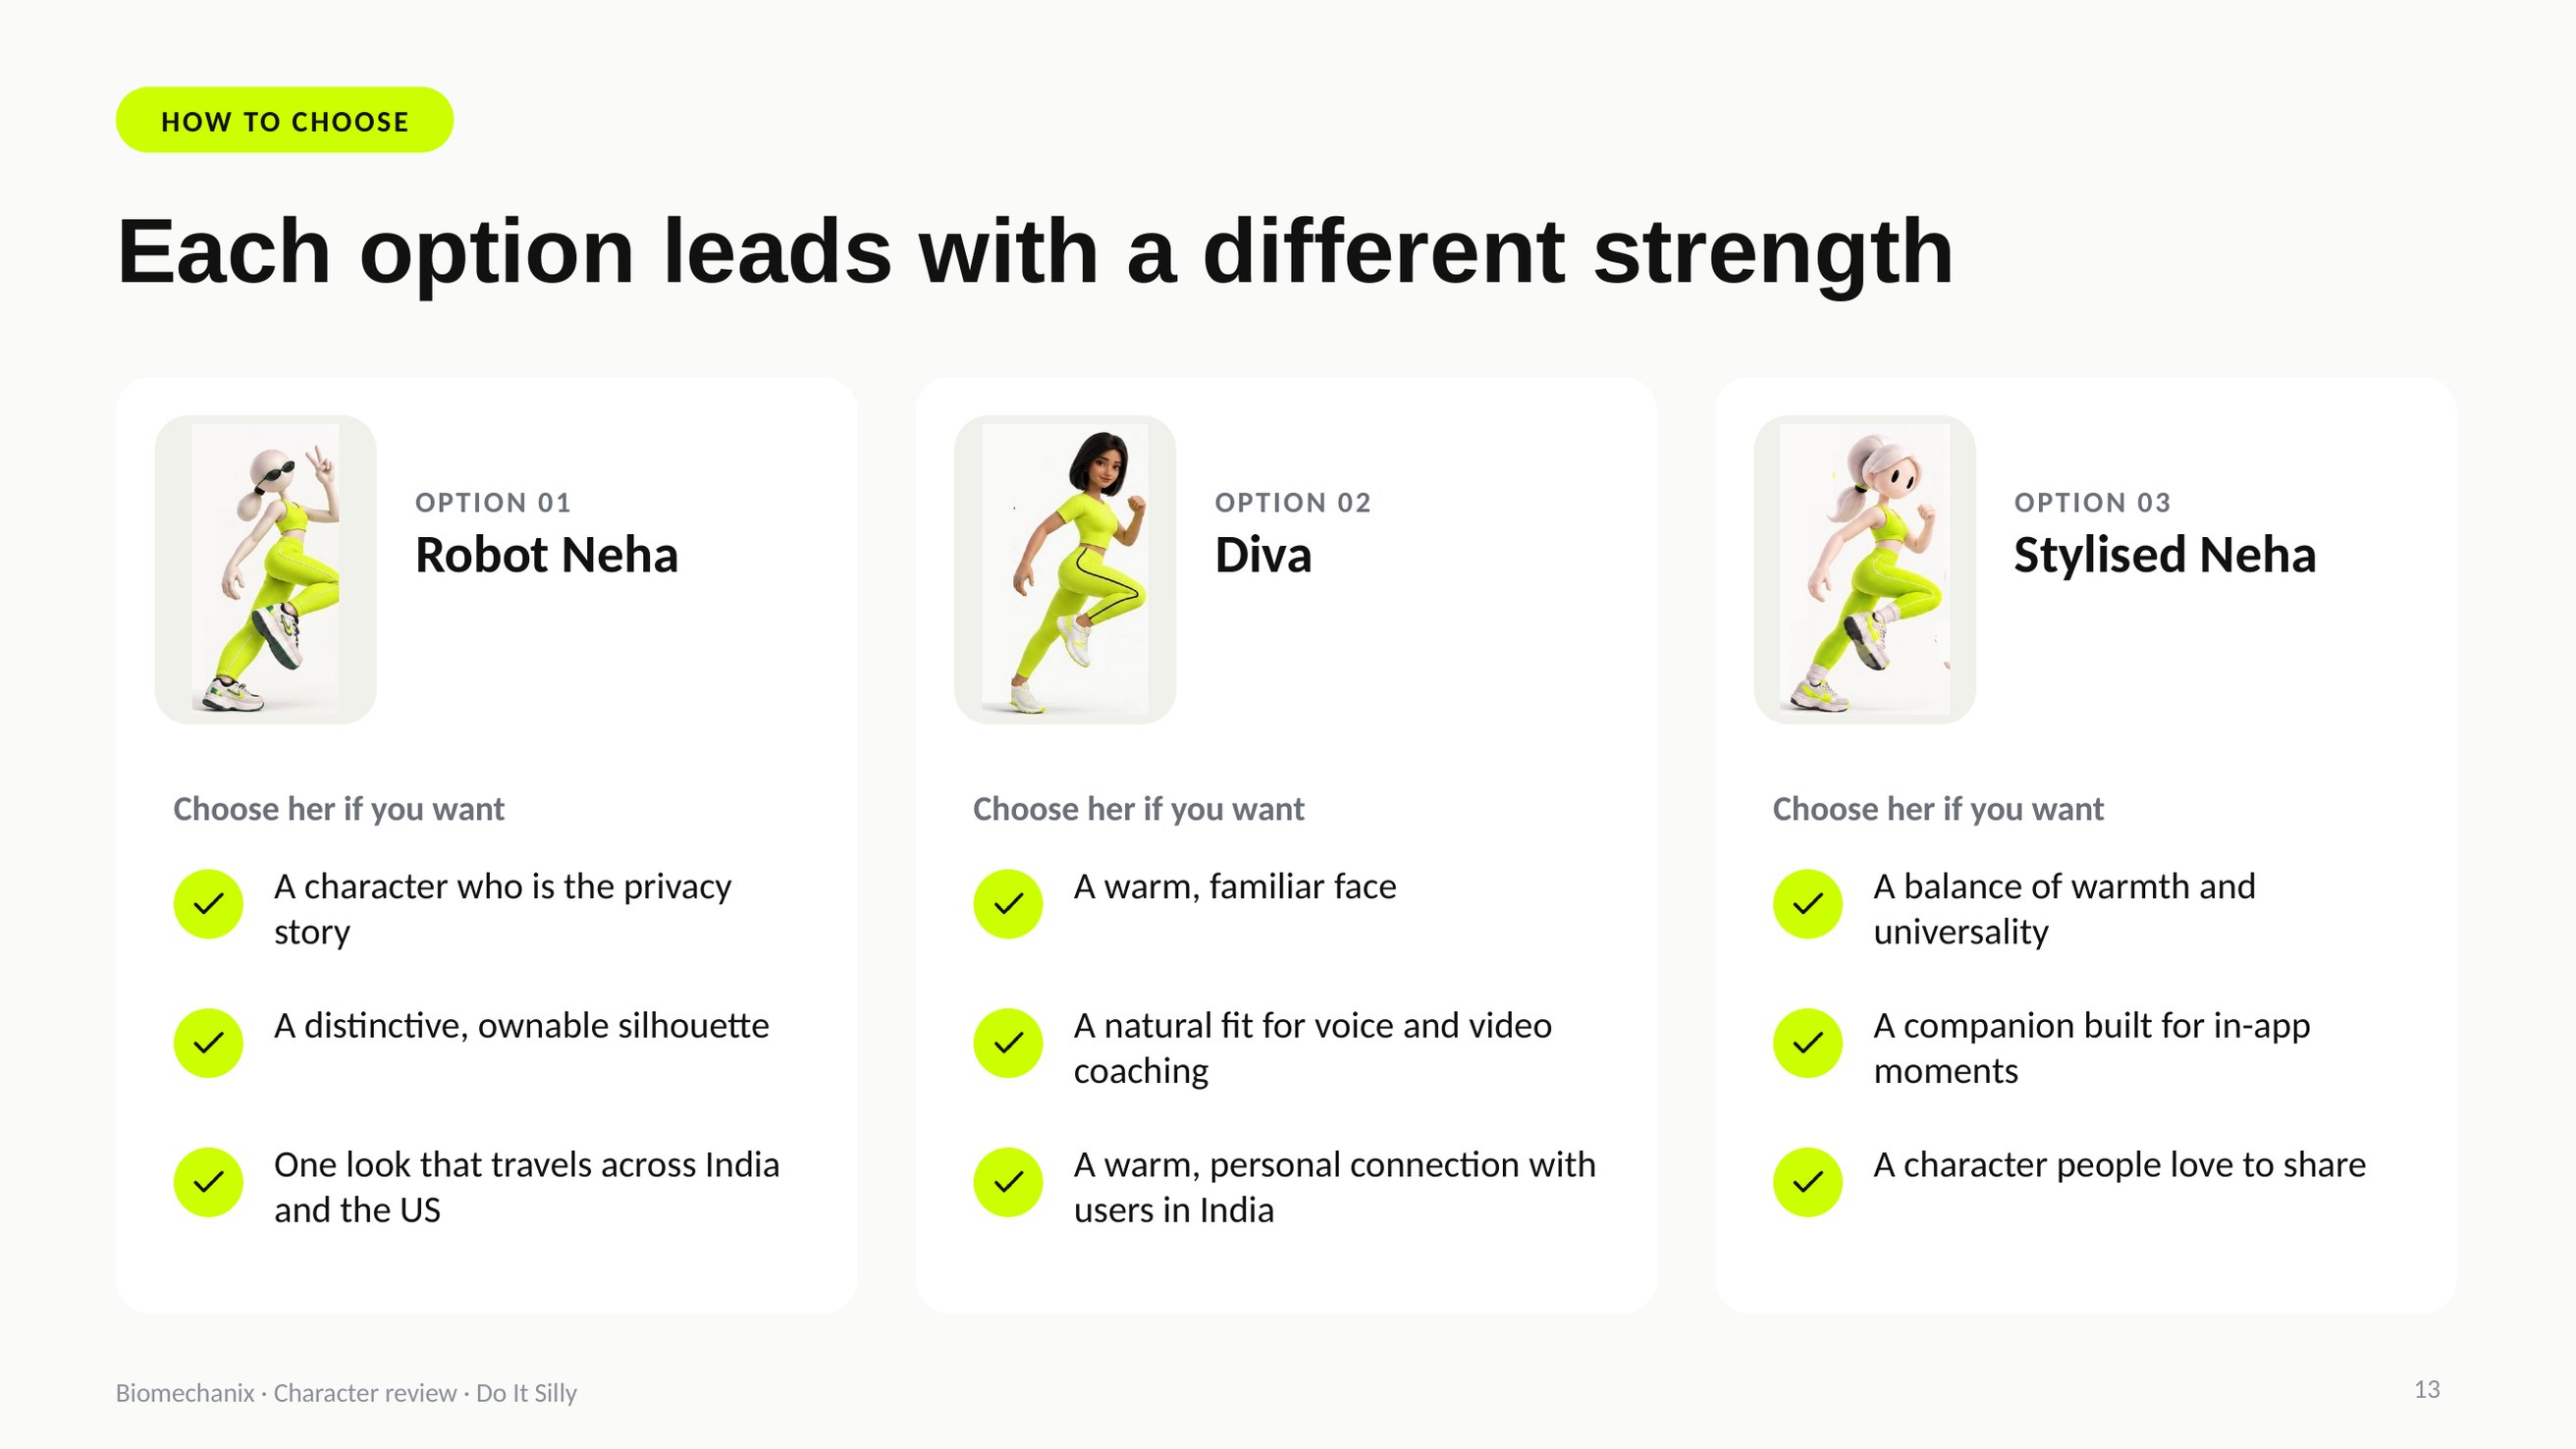 HOW TO CHOOSE
Each option leads with a different strength
OPTION 01
Robot Neha
Choose her if you want
A character who is the privacy
story
A distinctive, ownable silhouette
One look that travels across India
and the US
OPTION 02
Diva
Choose her if you want
A warm, familiar face
A natural fit for voice and video
coaching
A warm, personal connection with
users in India
OPTION 03
Stylised Neha
Choose her if you want
A balance of warmth and
universality
A companion built for in-app
moments
A character people love to share
Biomechanix · Character review · Do It Silly
13